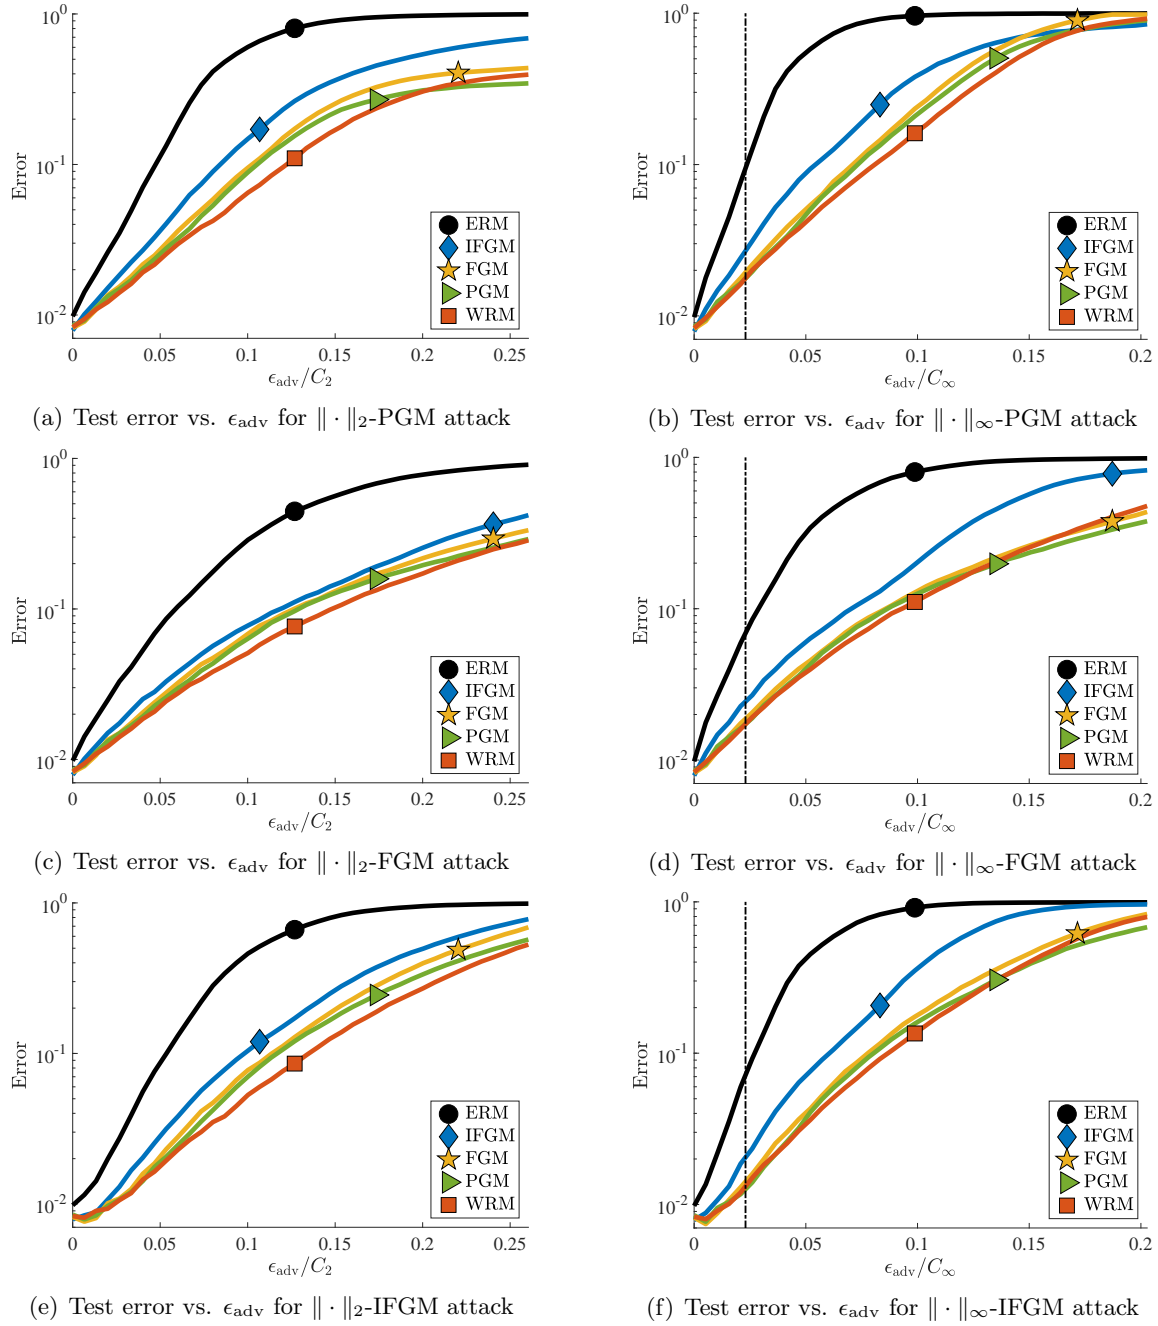 10^0
10^-1
10^-2
Error
0 0.05 0.1 0.15 0.2 0.25
ϵ_adv/C_2
ERM
IFGM
FGM
PGM
WRM
(a) Test error vs. ϵ_adv for ‖·‖_2-PGM attack
10^0
10^-1
10^-2
Error
0 0.05 0.1 0.15 0.2
ϵ_adv/C_∞
ERM
IFGM
FGM
PGM
WRM
(b) Test error vs. ϵ_adv for ‖·‖_∞-PGM attack
10^0
10^-1
10^-2
Error
0 0.05 0.1 0.15 0.2 0.25
ϵ_adv/C_2
ERM
IFGM
FGM
PGM
WRM
(c) Test error vs. ϵ_adv for ‖·‖_2-FGM attack
10^0
10^-1
10^-2
Error
0 0.05 0.1 0.15 0.2
ϵ_adv/C_∞
ERM
IFGM
FGM
PGM
WRM
(d) Test error vs. ϵ_adv for ‖·‖_∞-FGM attack
10^0
10^-1
10^-2
Error
0 0.05 0.1 0.15 0.2 0.25
ϵ_adv/C_2
ERM
IFGM
FGM
PGM
WRM
(e) Test error vs. ϵ_adv for ‖·‖_2-IFGM attack
10^0
10^-1
10^-2
Error
0 0.05 0.1 0.15 0.2
ϵ_adv/C_∞
ERM
IFGM
FGM
PGM
WRM
(f) Test error vs. ϵ_adv for ‖·‖_∞-IFGM attack